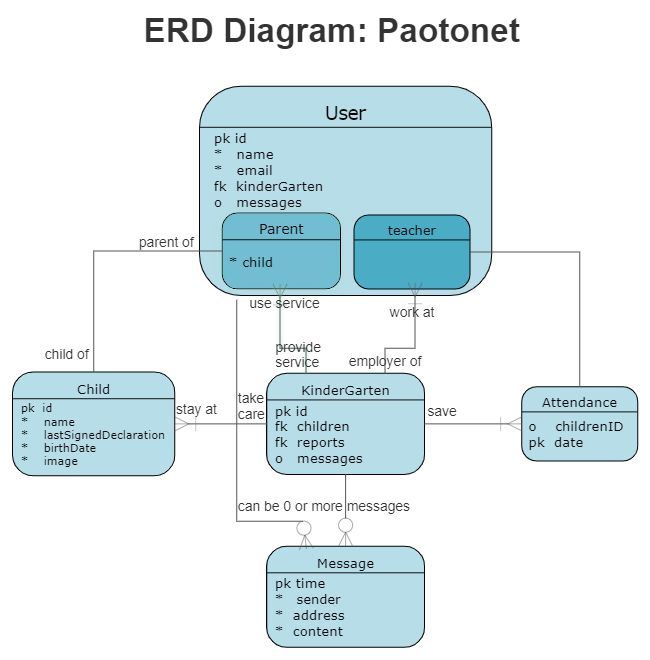 ERD Diagram: Paotonet
User
pk id
* name
* email
fk kinderGarten
o messages
Parent
* child
teacher
parent of
use service
work at
child of
provide
service
employer of
Child
pk id
* name
* lastSignedDeclaration
* birthDate
* image
stay at
take
care
KinderGarten
pk id
fk children
fk reports
o messages
save
Attendance
o childrenID
pk date
can be 0 or more messages
Message
pk time
* sender
* address
* content